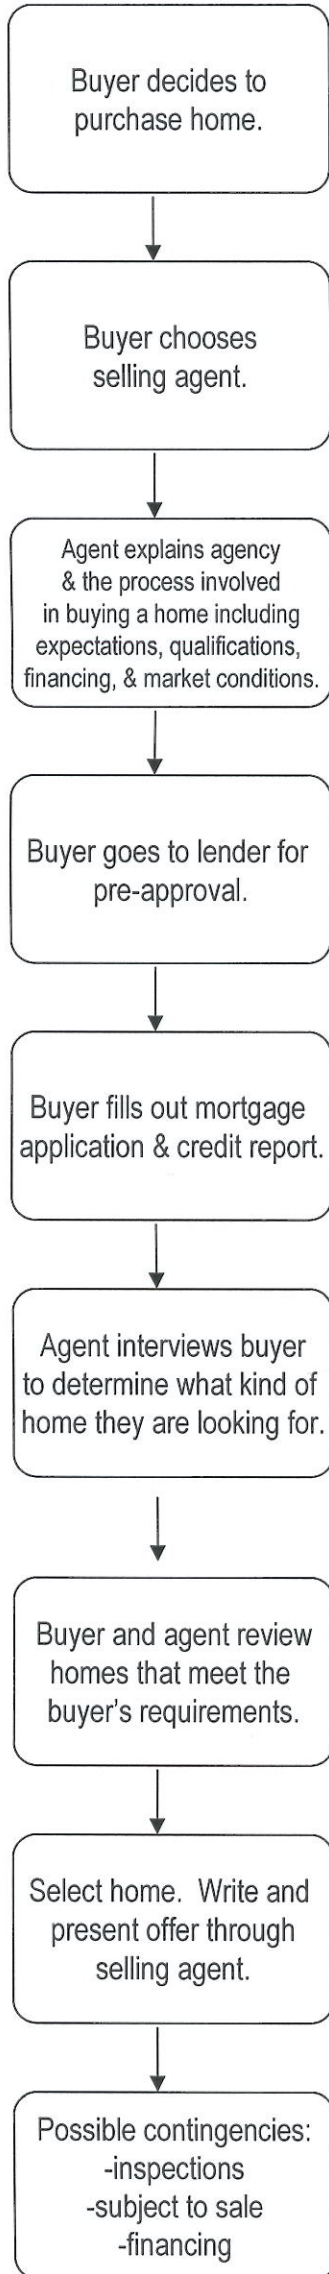 Buyer decides to
purchase home.
Buyer chooses
selling agent.
Agent explains agency
& the process involved
in buying a home including
expectations, qualifications,
financing, & market conditions.
Buyer goes to lender for
pre-approval.
Buyer fills out mortgage
application & credit report.
Agent interviews buyer
to determine what kind of
home they are looking for.
Buyer and agent review
homes that meet the
buyer's requirements.
Select home. Write and
present offer through
selling agent.
Possible contingencies:
-inspections
-subject to sale
-financing